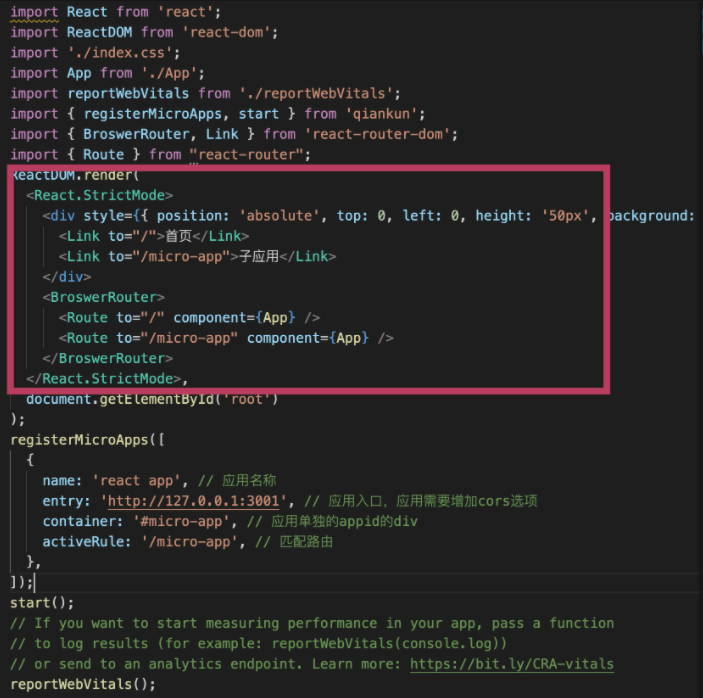 import React from 'react';
import ReactDOM from 'react-dom';
import './index.css';
import App from './App';
import reportWebVitals from './reportWebVitals';
import { registerMicroApps, start } from 'qiankun';
import { BroswerRouter, Link } from 'react-router-dom';
import { Route } from "react-router";
ReactDOM.render(
  <React.StrictMode>
    <div style={{ position: 'absolute', top: 0, left: 0, height: '50px', background:
      <Link to="/">首页</Link>
      <Link to="/micro-app">子应用</Link>
    </div>
    <BroswerRouter>
      <Route to="/" component={App} />
      <Route to="/micro-app" component={App} />
    </BroswerRouter>
  </React.StrictMode>,
  document.getElementById('root')
);
registerMicroApps([
  {
    name: 'react app', // 应用名称
    entry: 'http://127.0.0.1:3001', // 应用入口，应用需要增加cors选项
    container: '#micro-app', // 应用单独的appid的div
    activeRule: '/micro-app', // 匹配路由
  },
]);
start();
// If you want to start measuring performance in your app, pass a function
// to log results (for example: reportWebVitals(console.log))
// or send to an analytics endpoint. Learn more: https://bit.ly/CRA-vitals
reportWebVitals();